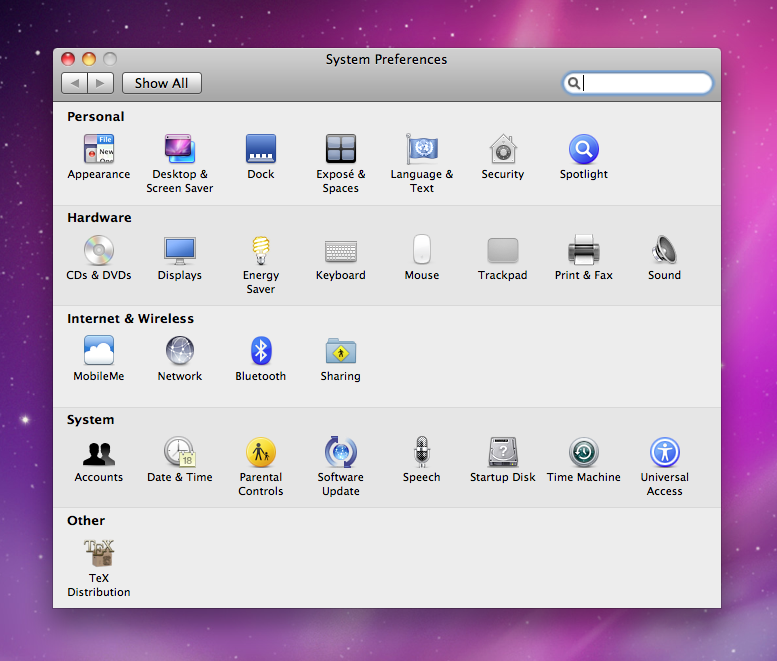 System Preferences
Show All
Personal
File
New
One
Appearance
Desktop &
Screen Saver
Dock
Exposé &
Spaces
Language &
Text
Security
Spotlight
Hardware
CDs & DVDs
Displays
Energy
Saver
Keyboard
Mouse
Trackpad
Print & Fax
Sound
Internet & Wireless
MobileMe
Network
Bluetooth
Sharing
System
18
?
Accounts
Date & Time
Parental
Controls
Software
Update
Speech
Startup Disk
Time Machine
Universal
Access
Other
TeX
TeX
Distribution